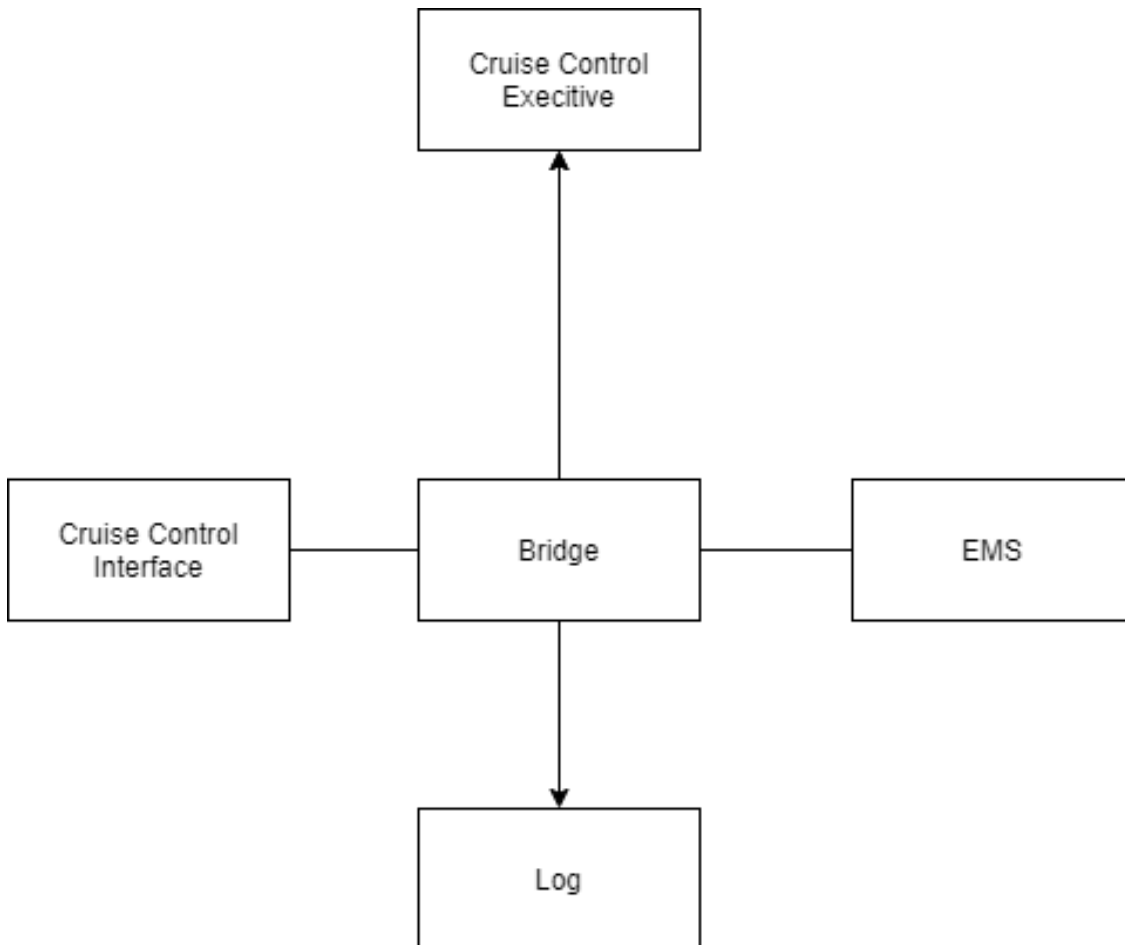 Cruise Control
Execitive
Cruise Control
Interface
Bridge
EMS
Log